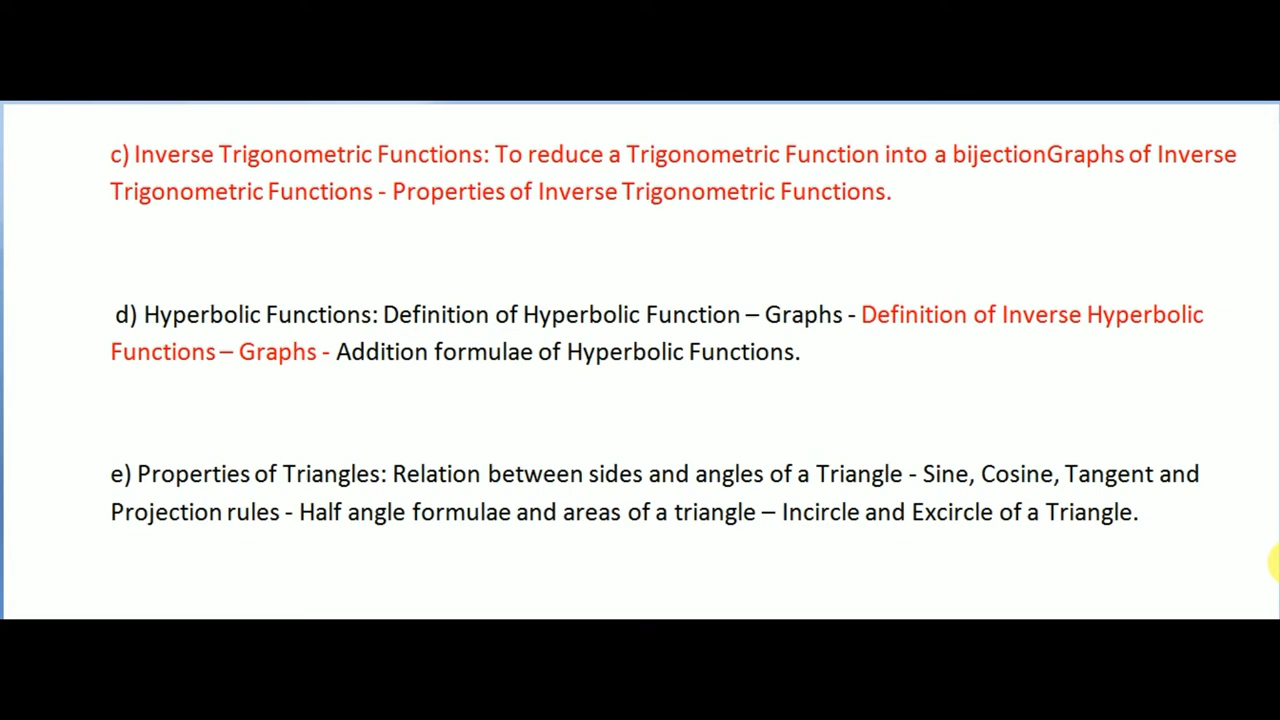 c) Inverse Trigonometric Functions: To reduce a Trigonometric Function into a bijectionGraphs of Inverse
Trigonometric Functions - Properties of Inverse Trigonometric Functions.
d) Hyperbolic Functions: Definition of Hyperbolic Function – Graphs - Definition of Inverse Hyperbolic
Functions – Graphs - Addition formulae of Hyperbolic Functions.
e) Properties of Triangles: Relation between sides and angles of a Triangle - Sine, Cosine, Tangent and
Projection rules - Half angle formulae and areas of a triangle – Incircle and Excircle of a Triangle.